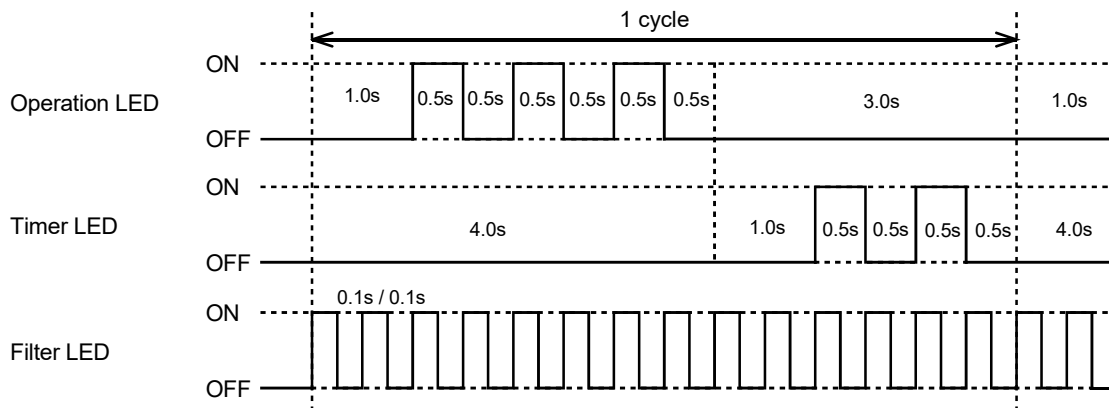 1 cycle
ON
Operation LED
1.0s
0.5s
0.5s
0.5s
0.5s
0.5s
0.5s
3.0s
1.0s
OFF
ON
Timer LED
4.0s
1.0s
0.5s
0.5s
0.5s
0.5s
4.0s
OFF
0.1s / 0.1s
ON
Filter LED
OFF